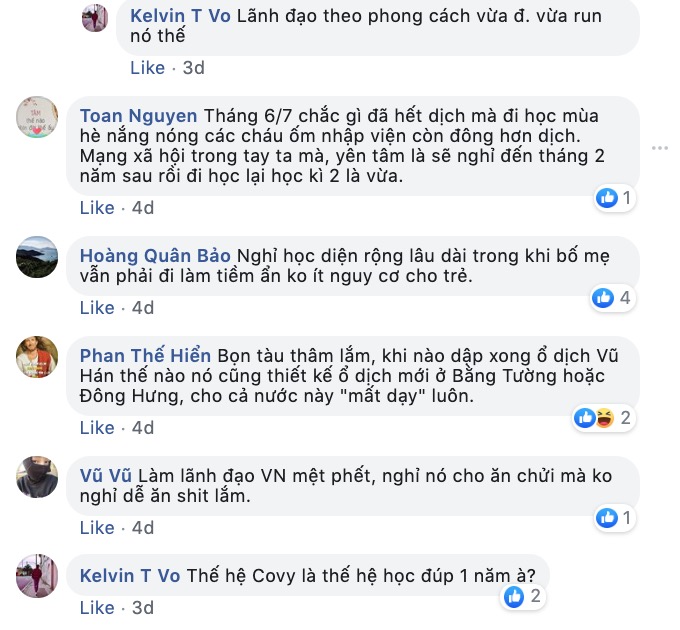 Kelvin T Vo Lãnh đạo theo phong cách vừa đ. vừa run
nó thế
Like · 3d
Toan Nguyen Tháng 6/7 chắc gì đã hết dịch mà đi học mùa
hè nắng nóng các cháu ốm nhập viện còn đông hơn dịch.
Mạng xã hội trong tay ta mà, yên tâm là sẽ nghỉ đến tháng 2
năm sau rồi đi học lại học kì 2 là vừa.
1
Like · 4d
Hoàng Quân Bảo Nghỉ học diện rộng lâu dài trong khi bố mẹ
vẫn phải đi làm tiềm ẩn ko ít nguy cơ cho trẻ.
4
Like · 4d
Phan Thế Hiển Bọn tàu thâm lắm, khi nào dập xong ổ dịch Vũ
Hán thế nào nó cũng thiết kế ổ dịch mới ở Bằng Tường hoặc
Đông Hưng, cho cả nước này "mất dạy" luôn.
2
Like · 4d
Vũ Vũ Làm lãnh đạo VN mệt phết, nghỉ nó cho ăn chửi mà ko
nghỉ dễ ăn shit lắm.
1
Like · 4d
Kelvin T Vo Thế hệ Covy là thế hệ học đúp 1 năm à?
2
Like · 3d